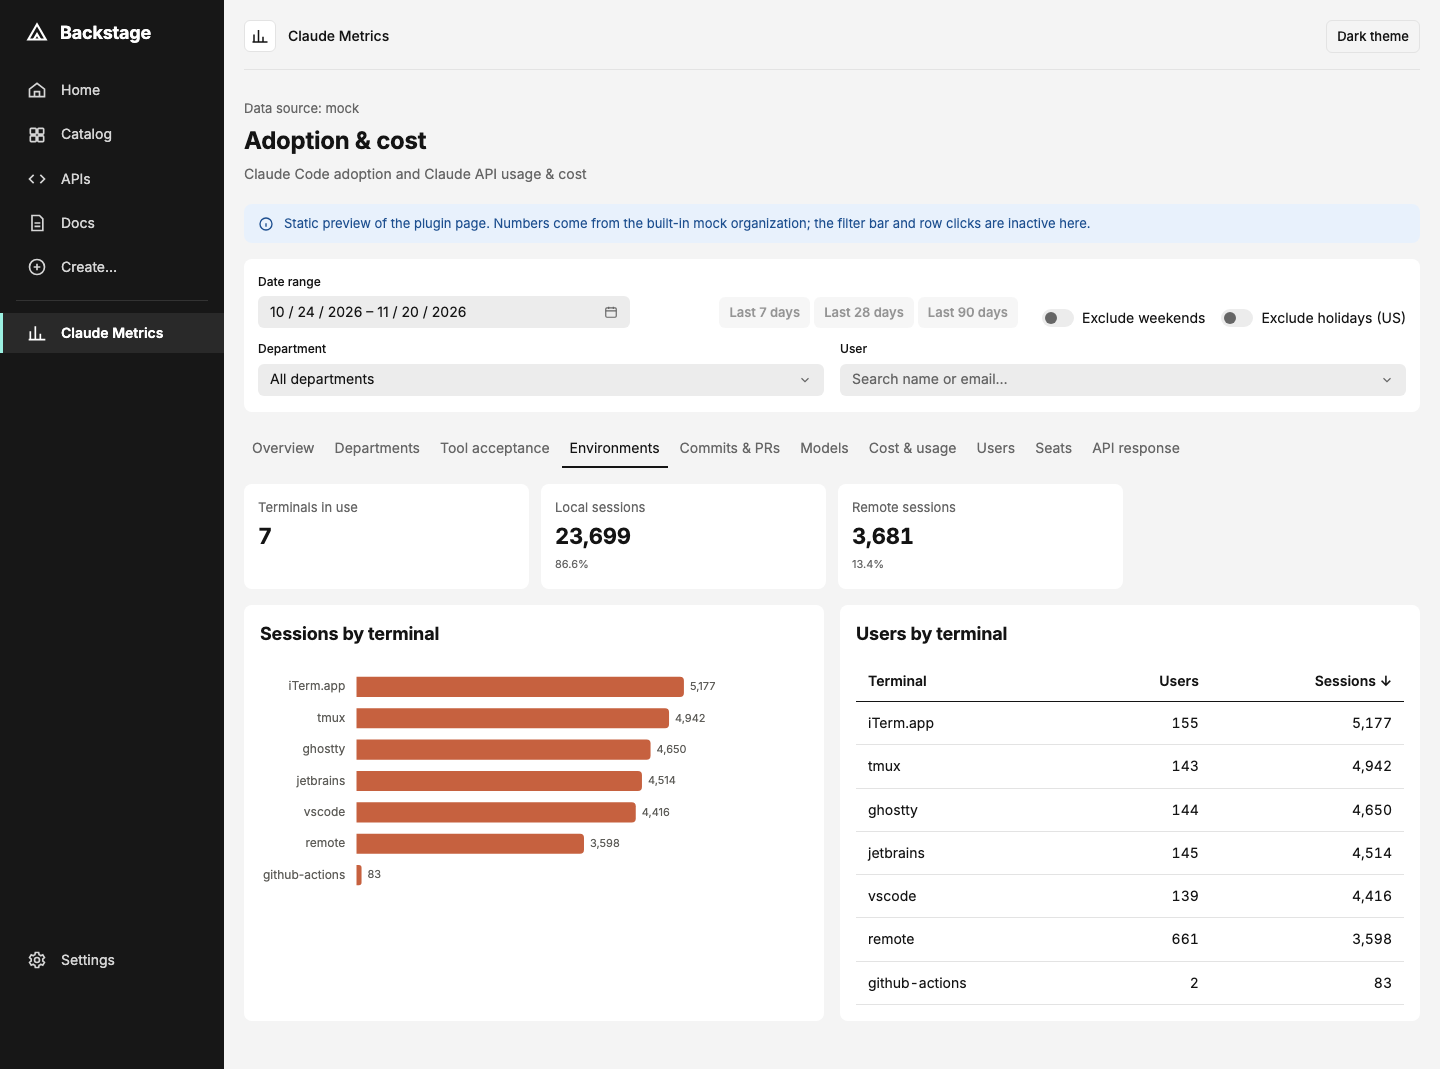 Backstage
Home
Catalog
APIs
Docs
Create...
Claude Metrics
Settings
Claude Metrics
Dark theme
Data source: mock
Adoption & cost
Claude Code adoption and Claude API usage & cost
Static preview of the plugin page. Numbers come from the built-in mock organization; the filter bar and row clicks are inactive here.
Date range
10 / 24 / 2026 – 11 / 20 / 2026
Last 7 days
Last 28 days
Last 90 days
Exclude weekends
Exclude holidays (US)
Department
User
All departments
Search name or email...
Overview Departments Tool acceptance Environments Commits & PRs Models Cost & usage Users Seats API response
Terminals in use
7
Local sessions
23,699
86.6%
Remote sessions
3,681
13.4%
Sessions by terminal
iTerm.app 5,177
tmux 4,942
ghostty 4,650
jetbrains 4,514
vscode 4,416
remote 3,598
github-actions 83
Users by terminal
Terminal Users Sessions ↓
iTerm.app 155 5,177
tmux 143 4,942
ghostty 144 4,650
jetbrains 145 4,514
vscode 139 4,416
remote 661 3,598
github-actions 2 83